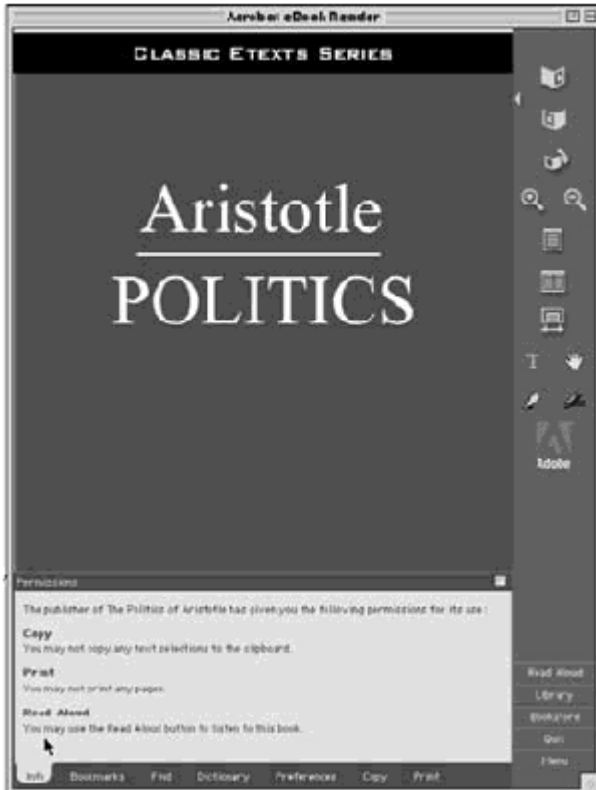 Acrobat eBook Reader
CLASSIC ETEXTS SERIES
Aristotle
POLITICS
T
Adobe
Permissions
The publisher of The Politics of Aristotle has given you the following permissions for its use :
Copy
You may not copy any text selections to the clipboard.
Print
You may not print any pages.
Read Aloud
You may use the Read Aloud button to listen to this book.
Read Aloud
Library
Bookstore
Quit
Menu
Info Bookmarks Find Dictionary Preferences Copy Print